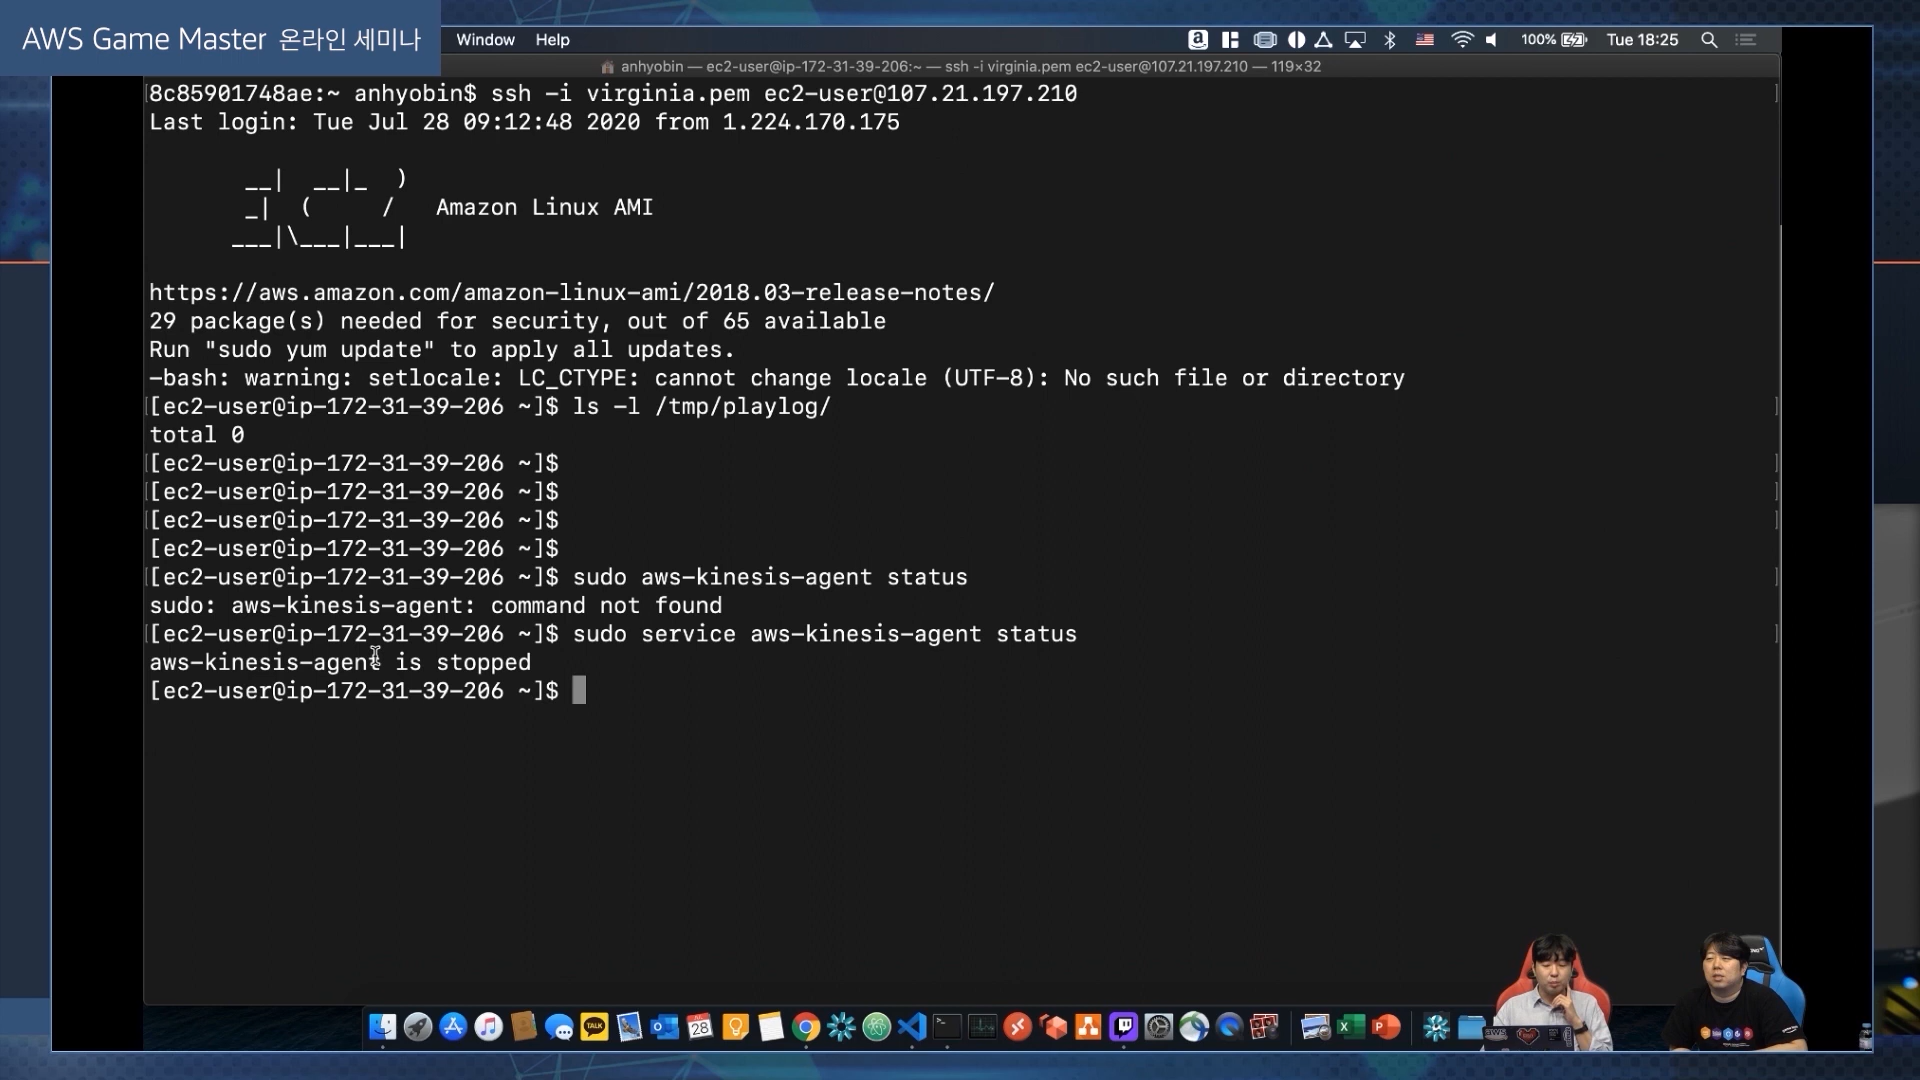 AWS Game Master 온라인 세미나
Window Help
100% Tue 18:25
anhyobin — ec2-user@ip-172-31-39-206:~ — ssh -i virginia.pem ec2-user@107.21.197.210 — 119×32
[8c85901748ae:~ anhyobin$ ssh -i virginia.pem ec2-user@107.21.197.210 ]
Last login: Tue Jul 28 09:12:48 2020 from 1.224.170.175
__| __|_ )
_| ( / Amazon Linux AMI
___|\___|___|
https://aws.amazon.com/amazon-linux-ami/2018.03-release-notes/
29 package(s) needed for security, out of 65 available
Run "sudo yum update" to apply all updates.
-bash: warning: setlocale: LC_CTYPE: cannot change locale (UTF-8): No such file or directory
[[ec2-user@ip-172-31-39-206 ~]$ ls -l /tmp/playlog/ ]
total 0
[[ec2-user@ip-172-31-39-206 ~]$ ]
[[ec2-user@ip-172-31-39-206 ~]$ ]
[[ec2-user@ip-172-31-39-206 ~]$ ]
[ec2-user@ip-172-31-39-206 ~]$
[[ec2-user@ip-172-31-39-206 ~]$ sudo aws-kinesis-agent status ]
sudo: aws-kinesis-agent: command not found
[[ec2-user@ip-172-31-39-206 ~]$ sudo service aws-kinesis-agent status ]
aws-kinesis-agent is stopped
[ec2-user@ip-172-31-39-206 ~]$
TALK
JUL
28
aws